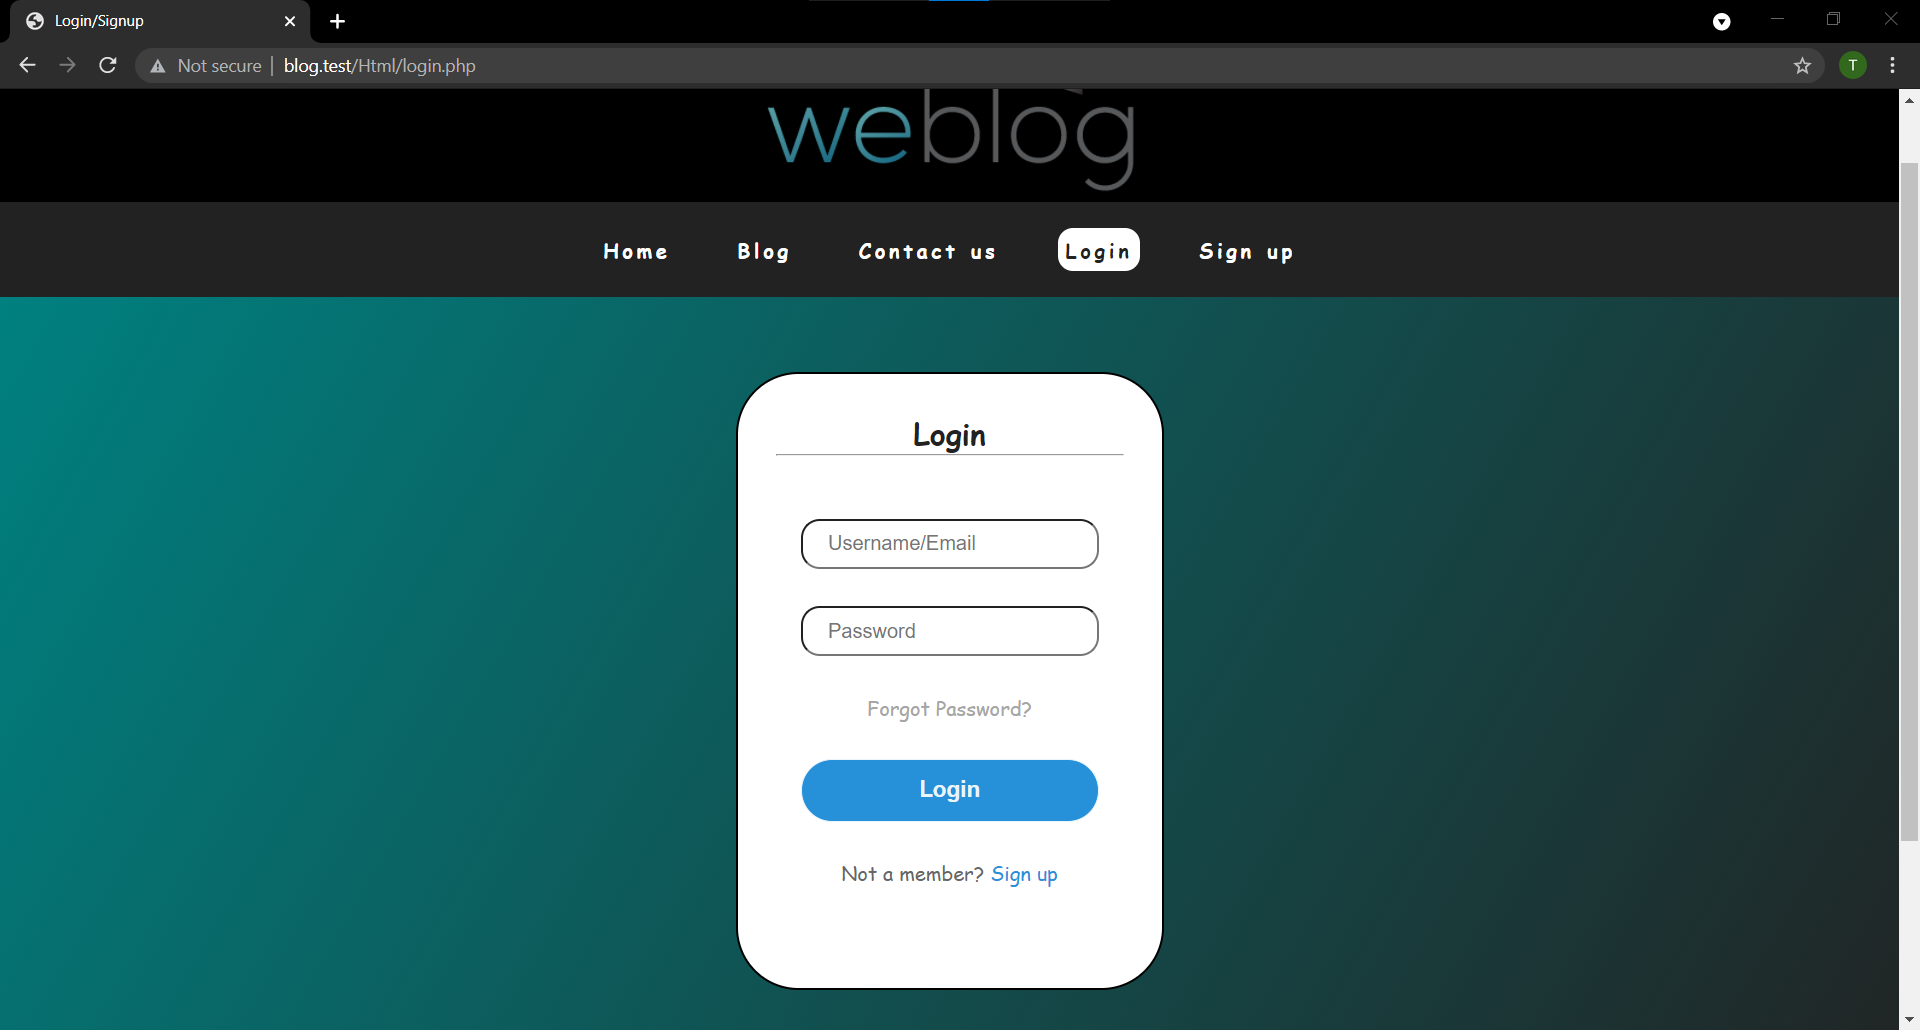 Login/Signup
Not secure | blog.test/Html/login.php
T
weblog
Home Blog Contact us Login Sign up
Login
Username/Email
Password
Forgot Password?
Login
Not a member? Sign up